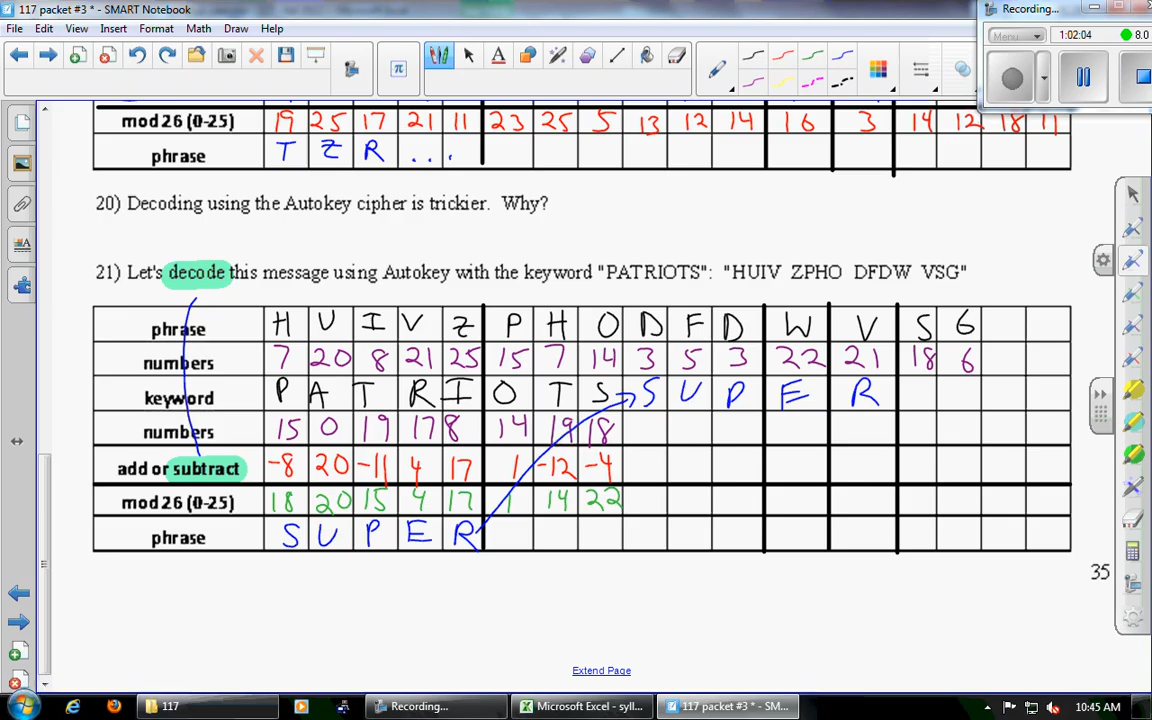 117 packet #3 * - SMART Notebook
Recording...
File Edit View Insert Format Math Draw Help
Menu 1:02:04 8.0
mod 26 (0-25) 19 25 17 21 11 23 25 5 13 12 14 16 3 14 12 18 11
phrase T Z R ...
20) Decoding using the Autokey cipher is trickier. Why?
21) Let's decode this message using Autokey with the keyword "PATRIOTS": "HUIV ZPHO DFDW VSG"
phrase H U I V Z P H O D F D W V S G
numbers 7 20 8 21 25 15 7 14 3 5 3 22 21 18 6
keyword P A T R I O T S S U P E R
numbers 15 0 19 17 8 14 19 18
add or subtract -8 20 -11 4 17 1 -12 -4
mod 26 (0-25) 18 20 15 4 17 1 14 22
phrase S U P E R
35
Extend Page
117 Recording... Microsoft Excel - syll... 117 packet #3 * - SM... 10:45 AM